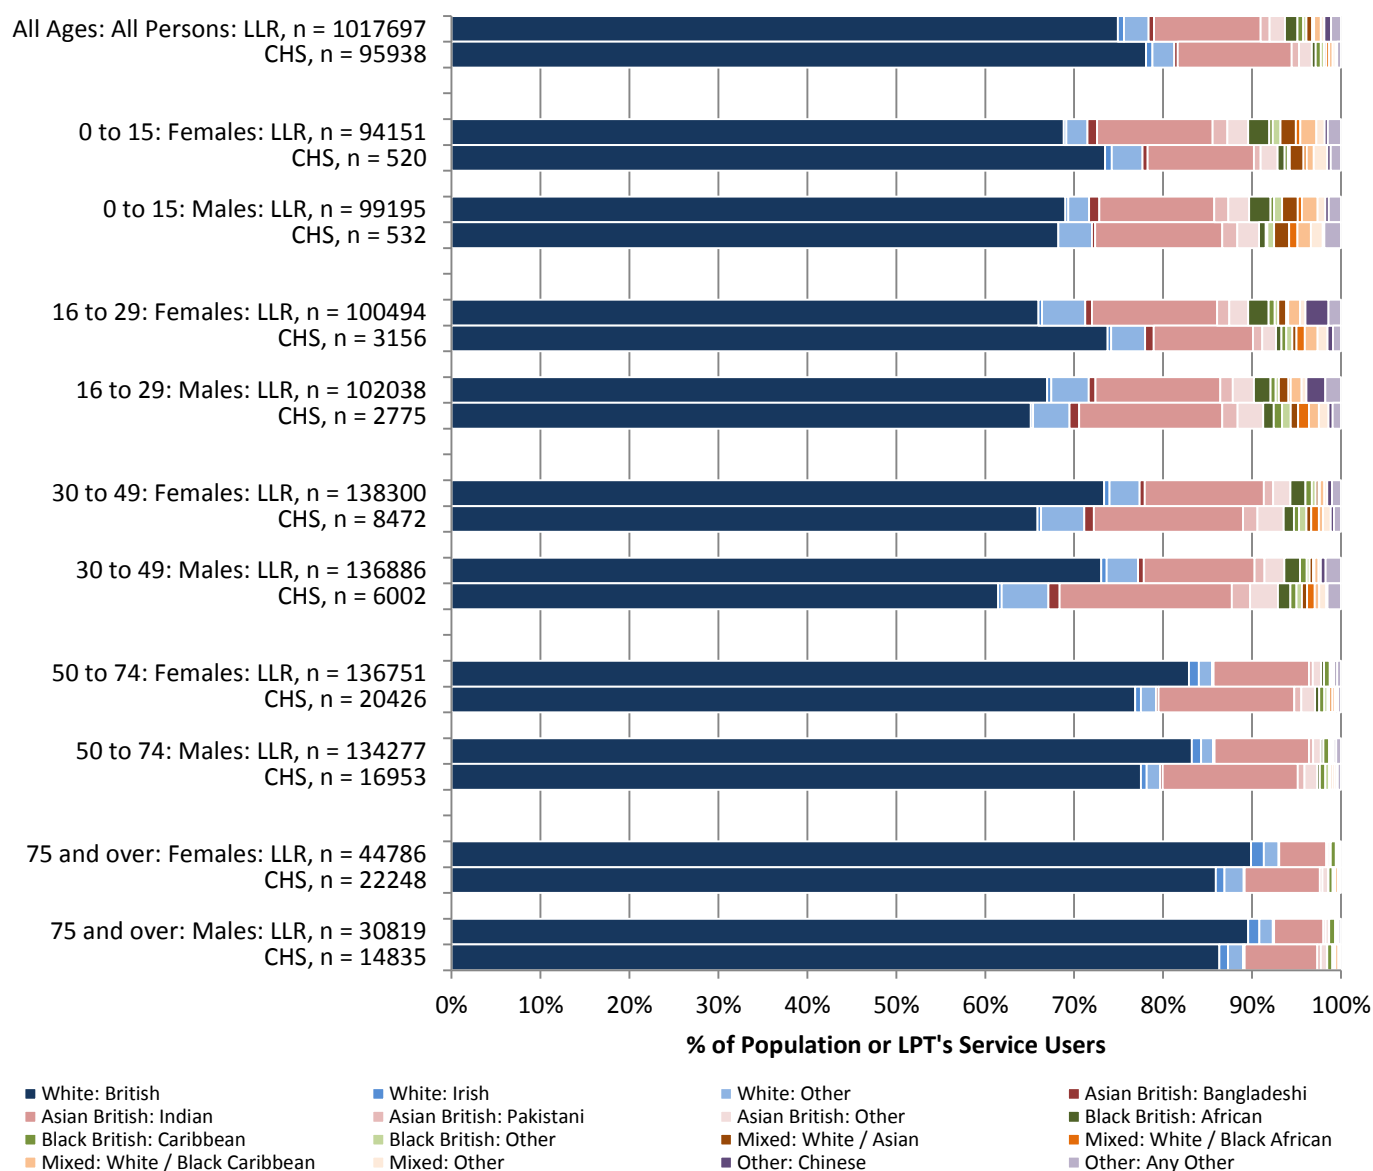 All Ages: All Persons: LLR, n = 1017697
CHS, n = 95938
0 to 15: Females: LLR, n = 94151
CHS, n = 520
0 to 15: Males: LLR, n = 99195
CHS, n = 532
16 to 29: Females: LLR, n = 100494
CHS, n = 3156
16 to 29: Males: LLR, n = 102038
CHS, n = 2775
30 to 49: Females: LLR, n = 138300
CHS, n = 8472
30 to 49: Males: LLR, n = 136886
CHS, n = 6002
50 to 74: Females: LLR, n = 136751
CHS, n = 20426
50 to 74: Males: LLR, n = 134277
CHS, n = 16953
75 and over: Females: LLR, n = 44786
CHS, n = 22248
75 and over: Males: LLR, n = 30819
CHS, n = 14835
0% 10% 20% 30% 40% 50% 60% 70% 80% 90% 100%
% of Population or LPT's Service Users
White: British White: Irish White: Other Asian British: Bangladeshi
Asian British: Indian Asian British: Pakistani Asian British: Other Black British: African
Black British: Caribbean Black British: Other Mixed: White / Asian Mixed: White / Black African
Mixed: White / Black Caribbean Mixed: Other Other: Chinese Other: Any Other